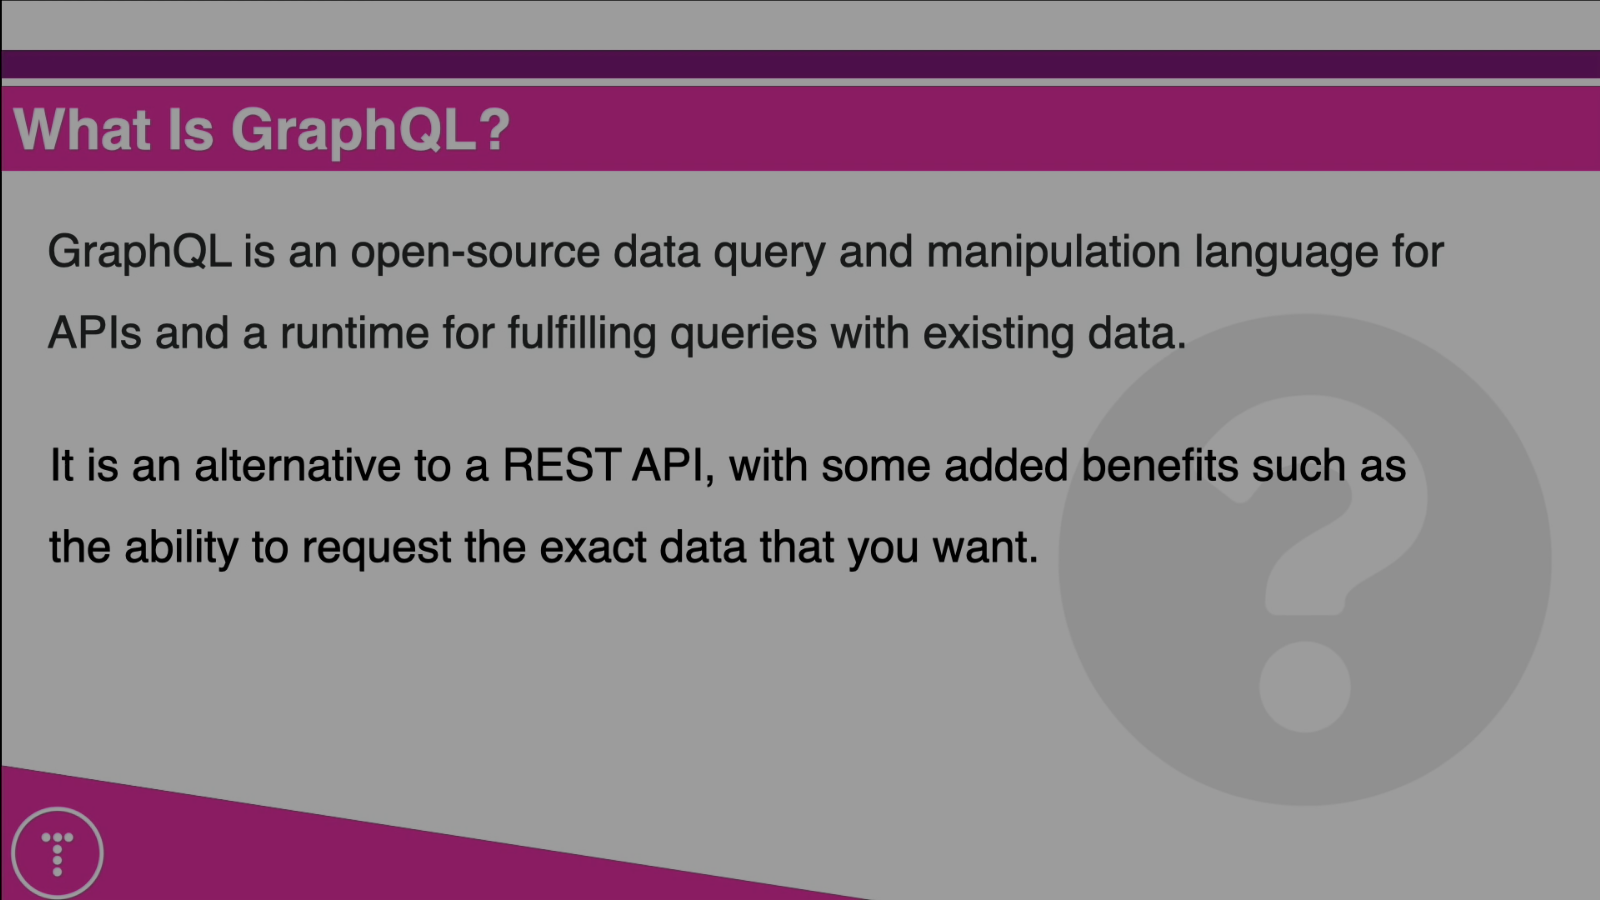 What Is GraphQL?
GraphQL is an open-source data query and manipulation language for
APIs and a runtime for fulfilling queries with existing data.
It is an alternative to a REST API, with some added benefits such as
the ability to request the exact data that you want.
T